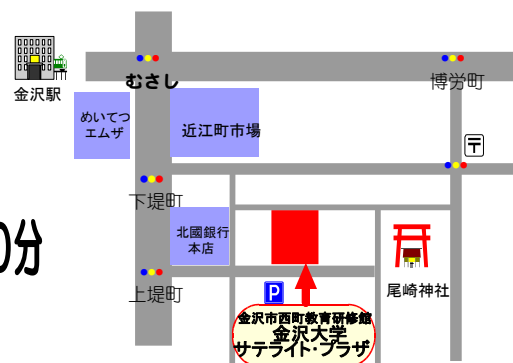 金沢駅
むさし
博労町
めいてつ
エムザ
近江町市場
〒
下堤町
北國銀行
本店
0分
上堤町
P
尾崎神社
金沢市西町教育研修館
金沢大学
サテライト・プラザ